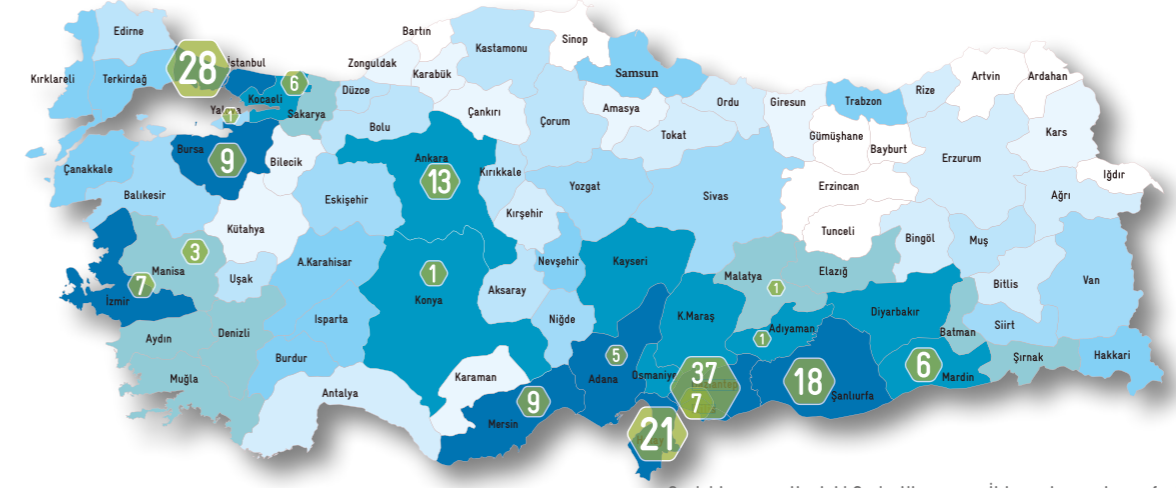 Edirne
Kırklareli
Terkirdağ
28
İstanbul
6
Kocaeli
1
Sakarya
Düzce
Zonguldak
Bartın
Karabük
Kastamonu
Sinop
Samsun
Çankırı
Çorum
Amasya
Tokat
Ordu
Giresun
Trabzon
Rize
Artvin
Ardahan
Kars
Gümüşhane
Bayburt
Erzurum
Iğdır
Ağrı
Çanakkale
Bursa
9
Bilecik
Bolu
Ankara
13
Kırıkkale
Balıkesir
Eskişehir
Kırşehir
Yozgat
Sivas
Erzincan
Tunceli
Bingöl
Muş
Kütahya
3
Manisa
7
İzmir
Uşak
A.Karahisar
1
Konya
Aksaray
Nevşehir
Kayseri
Malatya
1
Elazığ
Bitlis
Van
Aydın
Denizli
Isparta
Niğde
K.Maraş
Adıyaman
1
Diyarbakır
Batman
Siirt
Şırnak
Hakkari
Muğla
Burdur
Antalya
Karaman
9
Mersin
5
Adana
Osmaniye
37
7
21
18
Şanlıurfa
6
Mardin